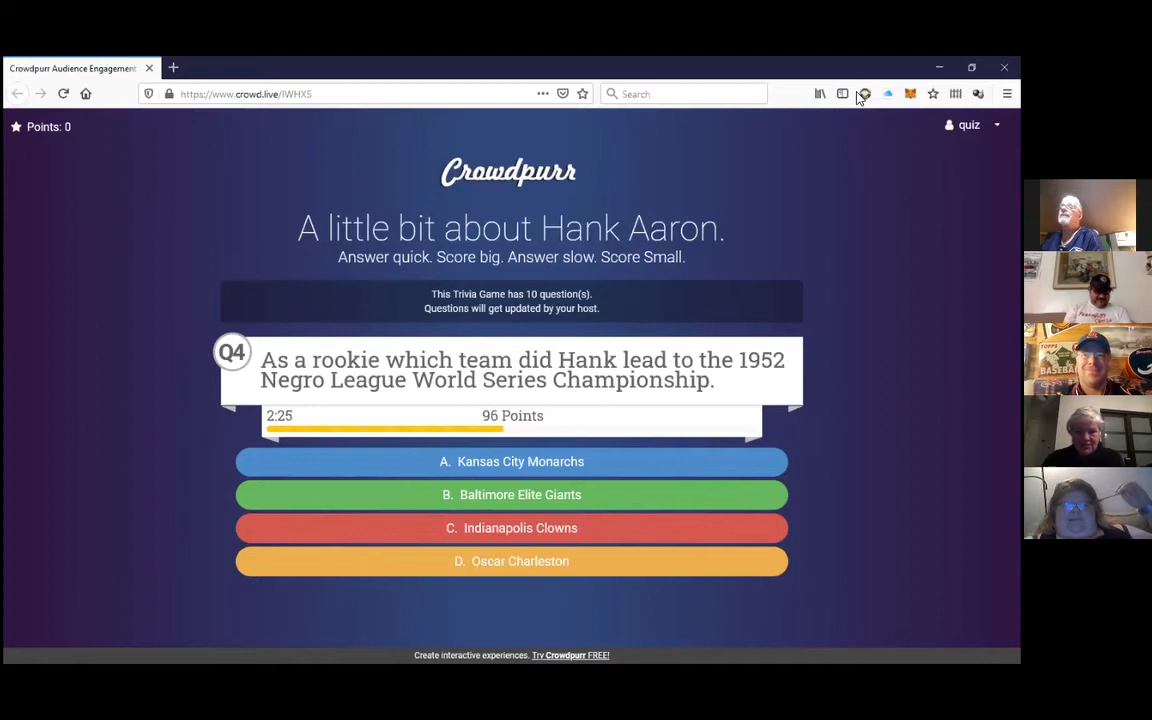 Crowdpurr Audience Engagement
https://www.crowd.live/IWHX5
Search
Points: 0
quiz
Crowdpurr
A little bit about Hank Aaron.
Answer quick. Score big. Answer slow. Score Small.
This Trivia Game has 10 question(s).
Questions will get updated by your host.
Q4
As a rookie which team did Hank lead to the 1952
Negro League World Series Championship.
2:25 96 Points
A. Kansas City Monarchs
B. Baltimore Elite Giants
C. Indianapolis Clowns
D. Oscar Charleston
Create interactive experiences. Try Crowdpurr FREE!
TOPPS
BASEBALL